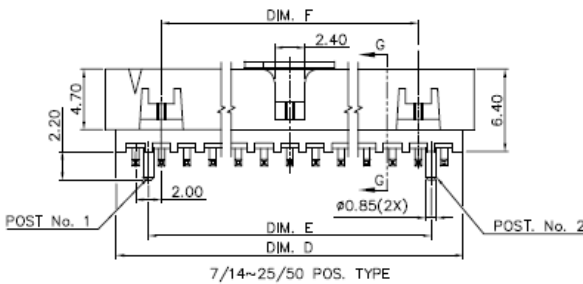 DIM. F
2.40
G
4.70
6.40
2.20
G
2.00
ø0.85(2X)
POST No. 1
POST. No. 2
DIM. E
DIM. D
7/14~25/50 POS. TYPE